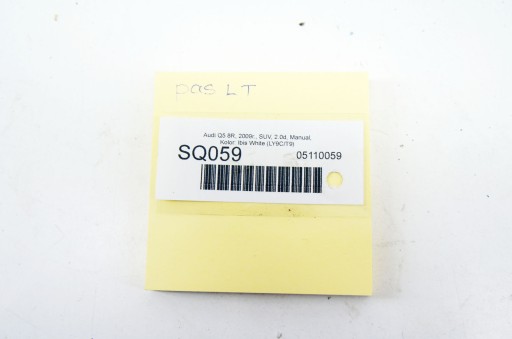 pas LT
Audi Q5 8R, 2009r., SUV, 2.0d, Manual,
Kolor: Ibis White (LY9C/T9)
SQ059 05110059